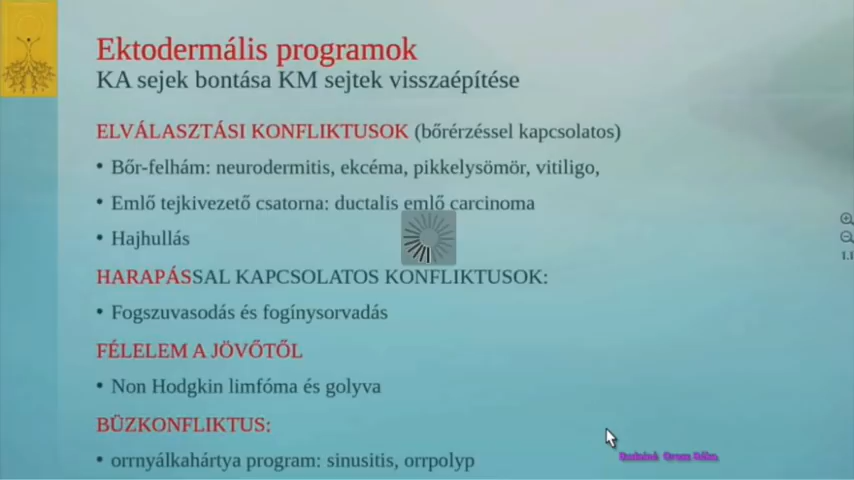 Ektodermális programok
KA sejek bontása KM sejtek visszaépítése
ELVÁLASZTÁSI KONFLIKTUSOK (bőrérzéssel kapcsolatos)
• Bőr-felhám: neurodermitis, ekcéma, pikkelysömör, vitiligo,
• Emlő tejkivezető csatorna: ductalis emlő carcinoma
• Hajhullás
HARAPÁSSAL KAPCSOLATOS KONFLIKTUSOK:
• Fogszuvasodás és fogínysorvadás
FÉLELEM A JÖVŐTŐL
• Non Hodgkin limfóma és golyva
BŰZKONFLIKTUS:
• orrnyálkahártya program: sinusitis, orrpolyp